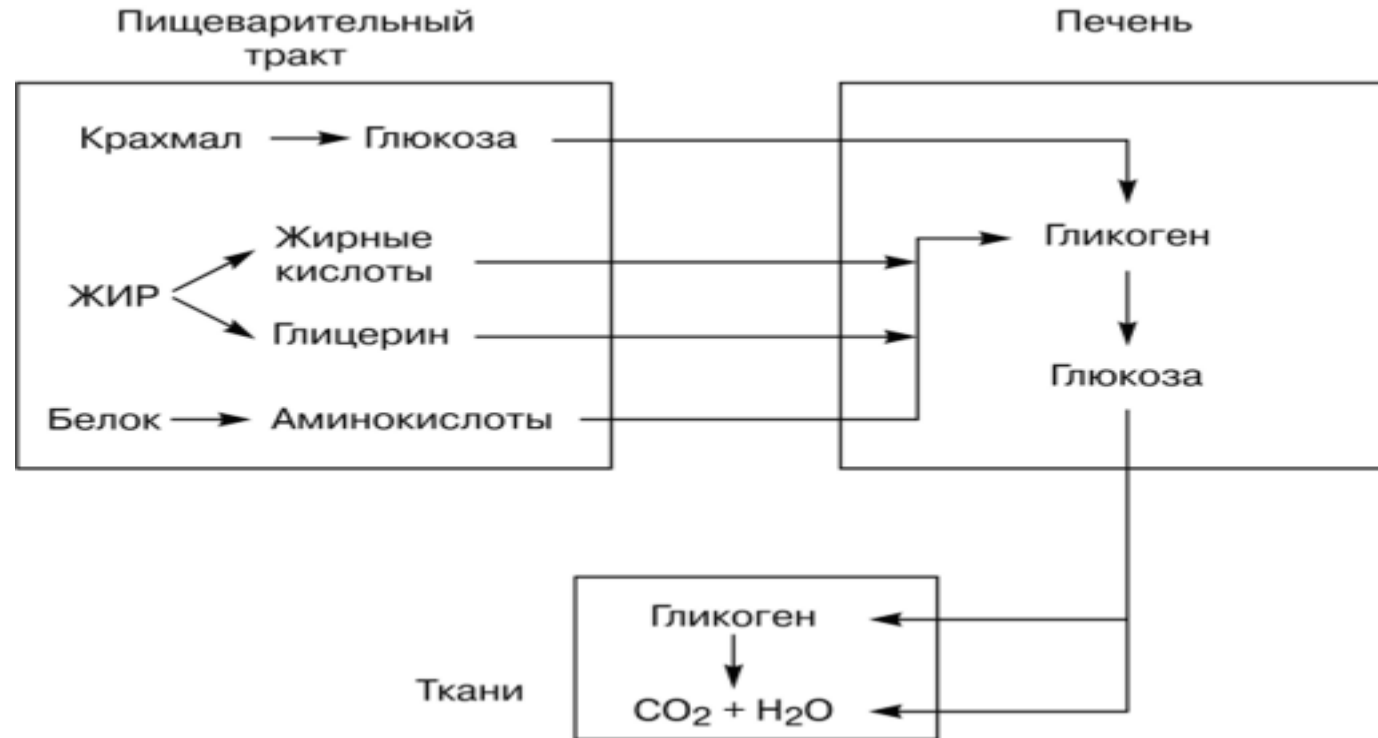 Пищеварительный
тракт
Печень
Крахмал
Глюкоза
Жирные
кислоты
Гликоген
ЖИР
Глицерин
Глюкоза
Белок
Аминокислоты
Гликоген
Ткани
CO₂ + H₂O